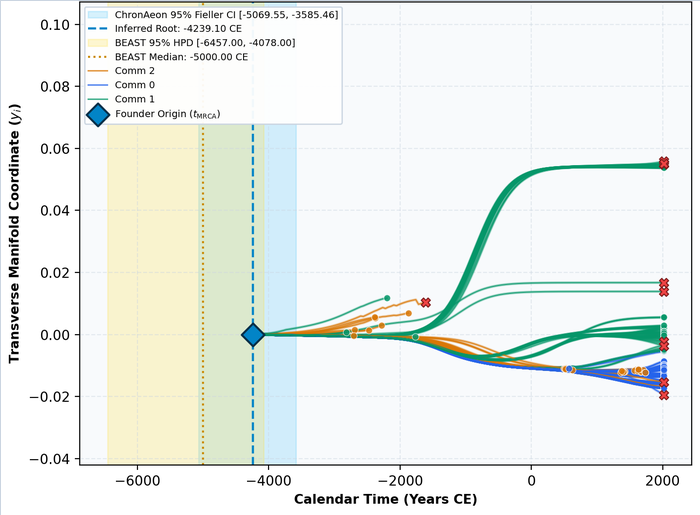 ChronAeon 95% Fieller CI [-5069.55, -3585.46]
Inferred Root: -4239.10 CE
BEAST 95% HPD [-6457.00, -4078.00]
BEAST Median: -5000.00 CE
Comm 2
Comm 0
Comm 1
Founder Origin (tMRCA)
Transverse Manifold Coordinate (yi)
0.10
0.08
0.06
0.04
0.02
0.00
−0.02
−0.04
−6000
−4000
−2000
0
2000
Calendar Time (Years CE)